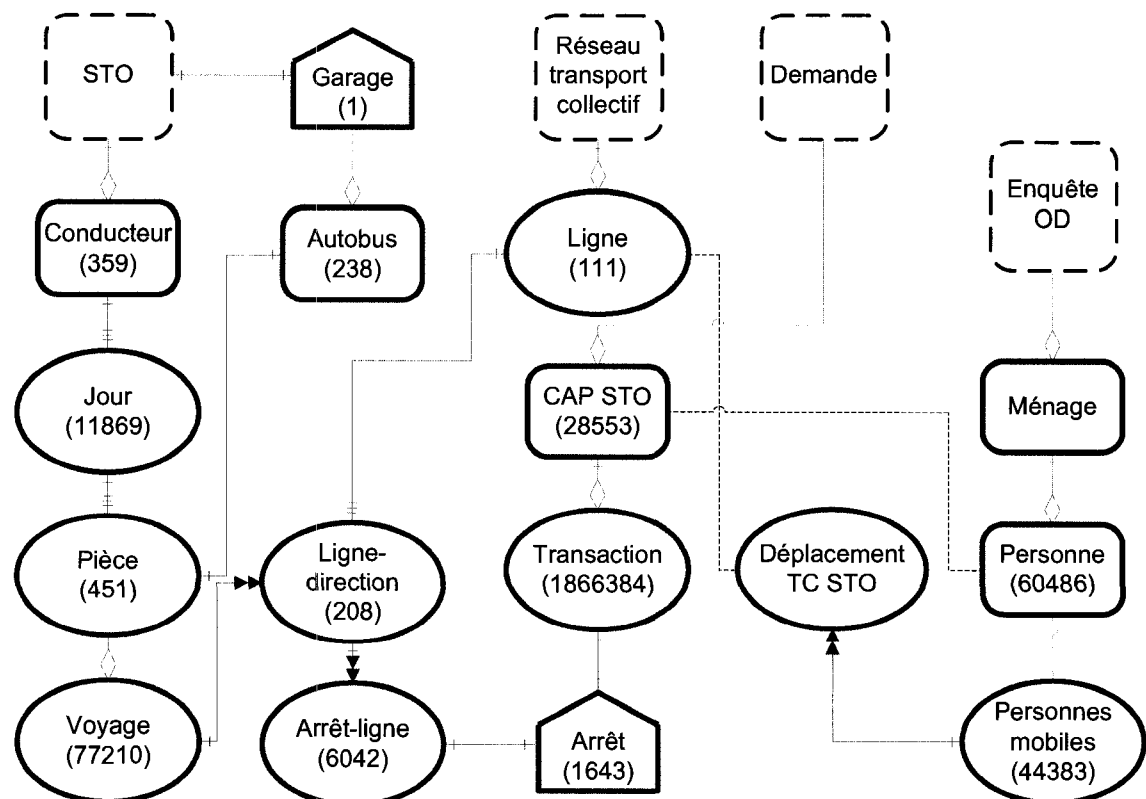 STO
Garage
(1)
Réseau
transport
collectif
Demande
Enquête
OD
Conducteur
(359)
Autobus
(238)
Ligne
(111)
Jour
(11869)
CAP STO
(28553)
Ménage
Pièce
(451)
Ligne-
direction
(208)
Transaction
(1866384)
Déplacement
TC STO
Personne
(60486)
Voyage
(77210)
Arrêt-ligne
(6042)
Arrêt
(1643)
Personnes
mobiles
(44383)